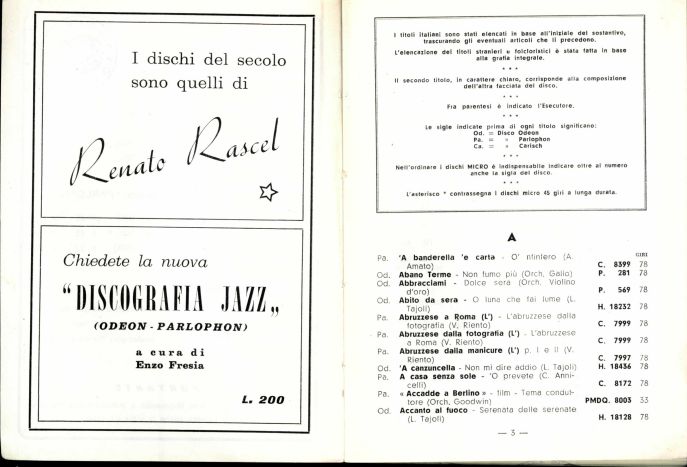 I dischi del secolo
sono quelli di
Renato Rascel
Chiedete la nuova
"DISCOGRAFIA JAZZ„
(ODEON - PARLOPHON)
a cura di
Enzo Fresia
L. 200
I titoli italiani sono stati elencati in base all'iniziale del sostantivo,
trascurando gli eventuali articoli che li precedono.
L'elencazione dei titoli stranieri e folcloristici è stata fatta in base
alla grafia integrale.
* * *
Il secondo titolo, in carattere chiaro, corrisponde alla composizione
dell'altra facciata del disco.
* * *
Fra parentesi è indicato l'Esecutore.
* * *
Le sigle indicate prima di ogni titolo significano:
Od. = Disco Odeon
Pa. = » Parlophon
Ca. = » Carisch
* * *
Nell'ordinare i dischi MICRO è indispensabile indicare oltre al numero
anche la sigla del disco.
* * *
L'asterisco * contrassegna i dischi micro 45 giri a lunga durata.
A
GIRI
Pa. 'A banderella 'e carta - O' ntintero (A.
Amato) C. 8399 78
Od. Abano Terme - Non fumo più (Orch. Gallo) P. 281 78
Od. Abbracciami - Dolce sera (Orch. Violino
d'oro) P. 569 78
Od. Abito da sera - O luna che fai lume (L.
Tajoli) H. 18232 78
Pa. Abruzzese a Roma (L') - L'abruzzese dalla
fotografia (V. Riento) C. 7999 78
Pa. Abruzzese dalla fotografia (L') - L'abruzzese
a Roma (V. Riento) C. 7999 78
Pa. Abruzzese dalla manicure (L') p. I e II (V.
Riento) C. 7997 78
Od. 'A canzuncella - Non mi dire addio (L. Tajoli) H. 18436 78
Pa. A casa senza sole - 'O prevete (C. Anni-
celli) C. 8172 78
Pa. « Accadde a Berlino » - film - Tema condut-
tore (Orch. Goodwin) PMDQ. 8003 33
Od. Accanto al fuoco - Serenata delle serenate
(L. Tajoli) H. 18128 78
— 3 —